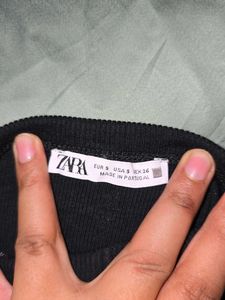 ZARA
EUR S USA S MEX 26
MADE IN PORTUGAL